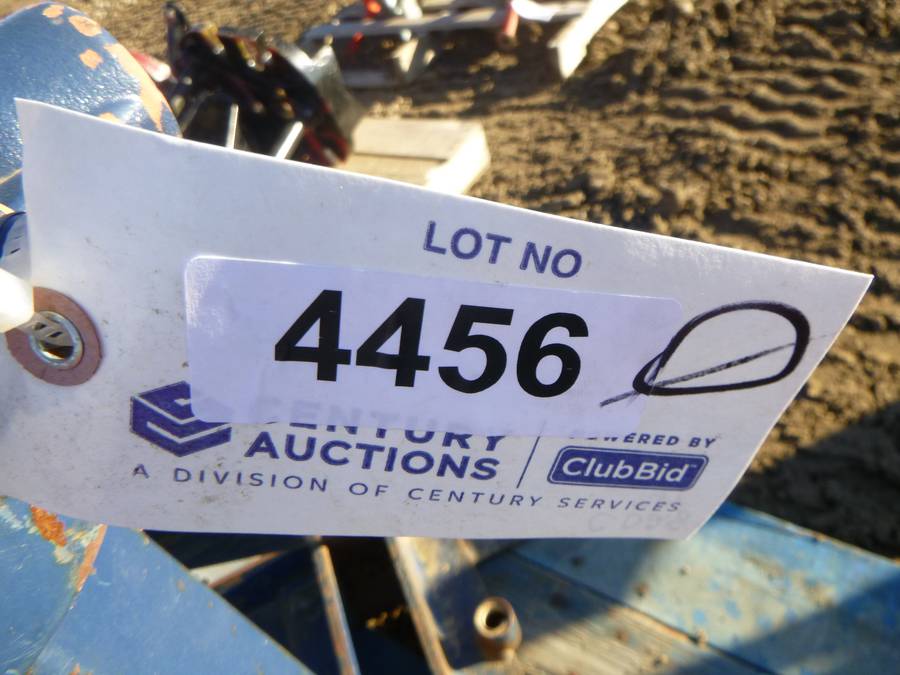 LOT NO
4456
CENTURY
AUCTIONS
POWERED BY
ClubBid
A DIVISION OF CENTURY SERVICES